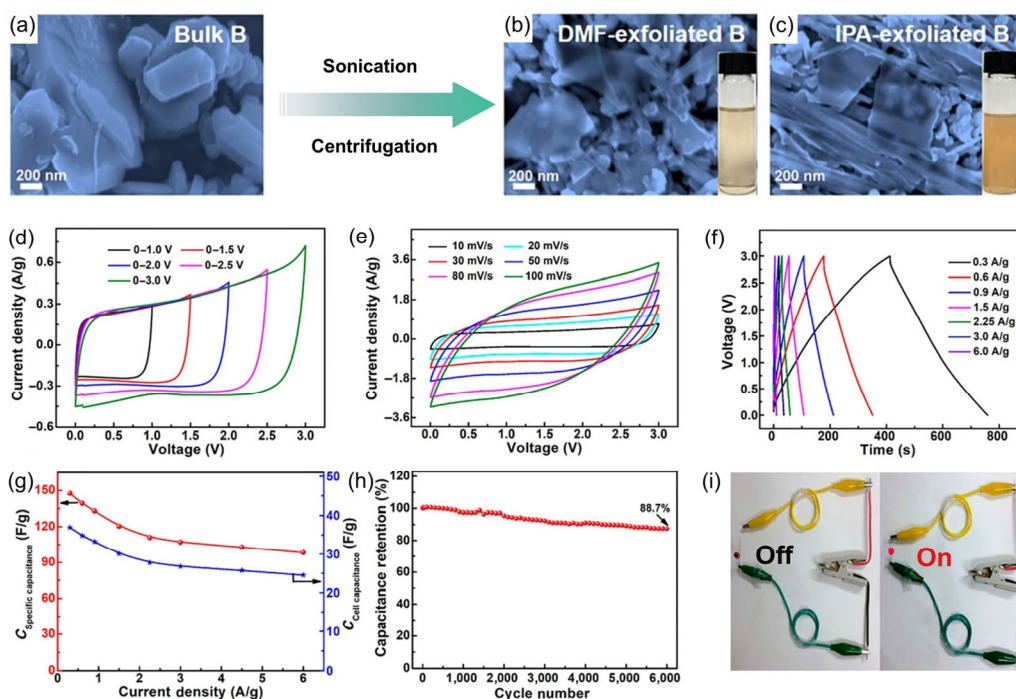 (a)
Bulk B
200 nm
Sonication
Centrifugation
(b)
DMF-exfoliated B
200 nm
(c)
IPA-exfoliated B
200 nm
(d)
0–1.0 V
0–1.5 V
0–2.0 V
0–2.5 V
0–3.0 V
Current density (A/g)
0.6
0.3
0.0
–0.3
–0.6
0.0 0.5 1.0 1.5 2.0 2.5 3.0
Voltage (V)
(e)
10 mV/s
20 mV/s
30 mV/s
50 mV/s
80 mV/s
100 mV/s
Current density (A/g)
3.6
1.8
0.0
–1.8
–3.6
0.0 0.5 1.0 1.5 2.0 2.5 3.0
Voltage (V)
(f)
0.3 A/g
0.6 A/g
0.9 A/g
1.5 A/g
2.25 A/g
3.0 A/g
6.0 A/g
Voltage (V)
3.0
2.5
2.0
1.5
1.0
0.5
0.0
0 200 400 600 800
Time (s)
(g)
C Specific capacitance (F/g)
150
120
90
60
30
0
50
40
30
20
10
0
C Cell capacitance (F/g)
0 1 2 3 4 5 6
Current density (A/g)
(h)
Capacitance retention (%)
120
100
80
60
40
20
0
88.7%
0 1,000 2,000 3,000 4,000 5,000 6,000
Cycle number
(i)
Off
On